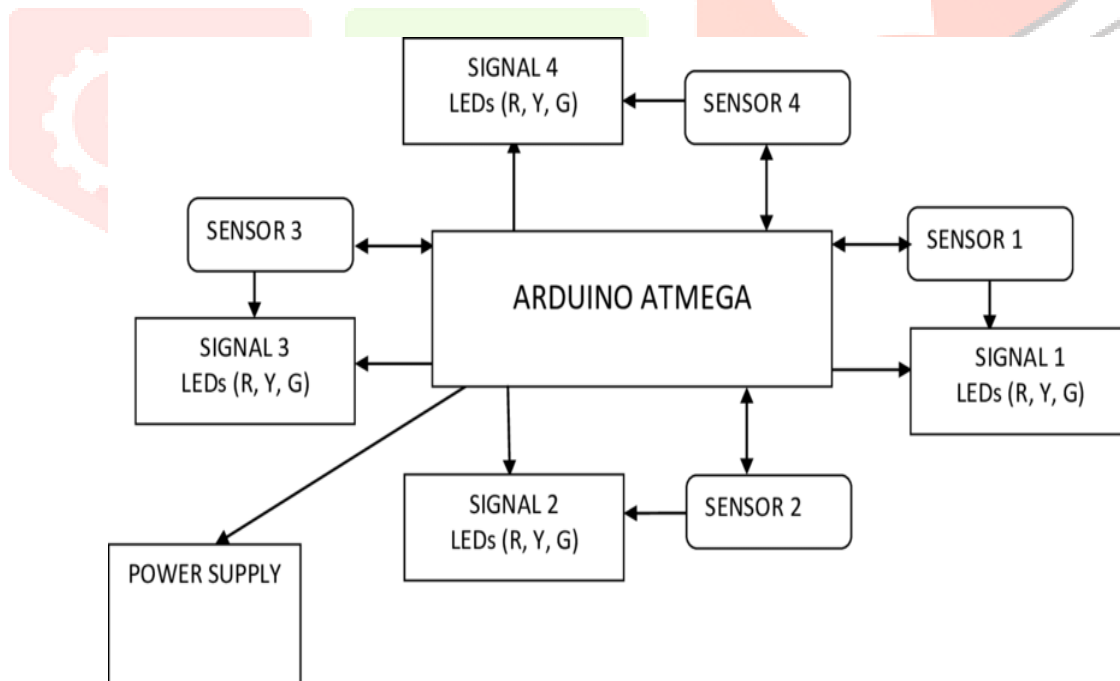 SIGNAL 4
LEDs (R, Y, G)
SENSOR 4
SENSOR 3
SENSOR 1
ARDUINO ATMEGA
SIGNAL 3
LEDs (R, Y, G)
SIGNAL 1
LEDs (R, Y, G)
SIGNAL 2
LEDs (R, Y, G)
SENSOR 2
POWER SUPPLY